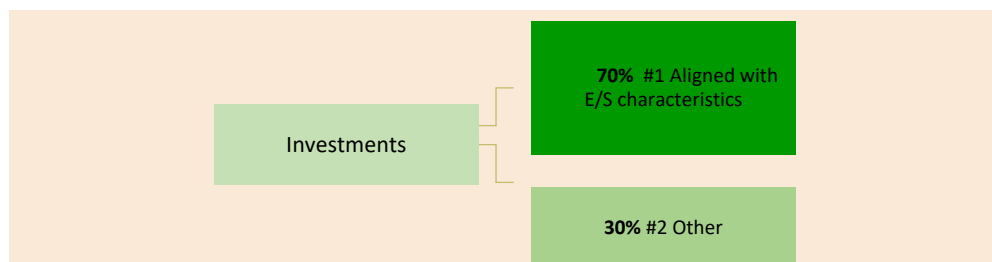 70% #1 Aligned with
E/S characteristics
Investments
30% #2 Other